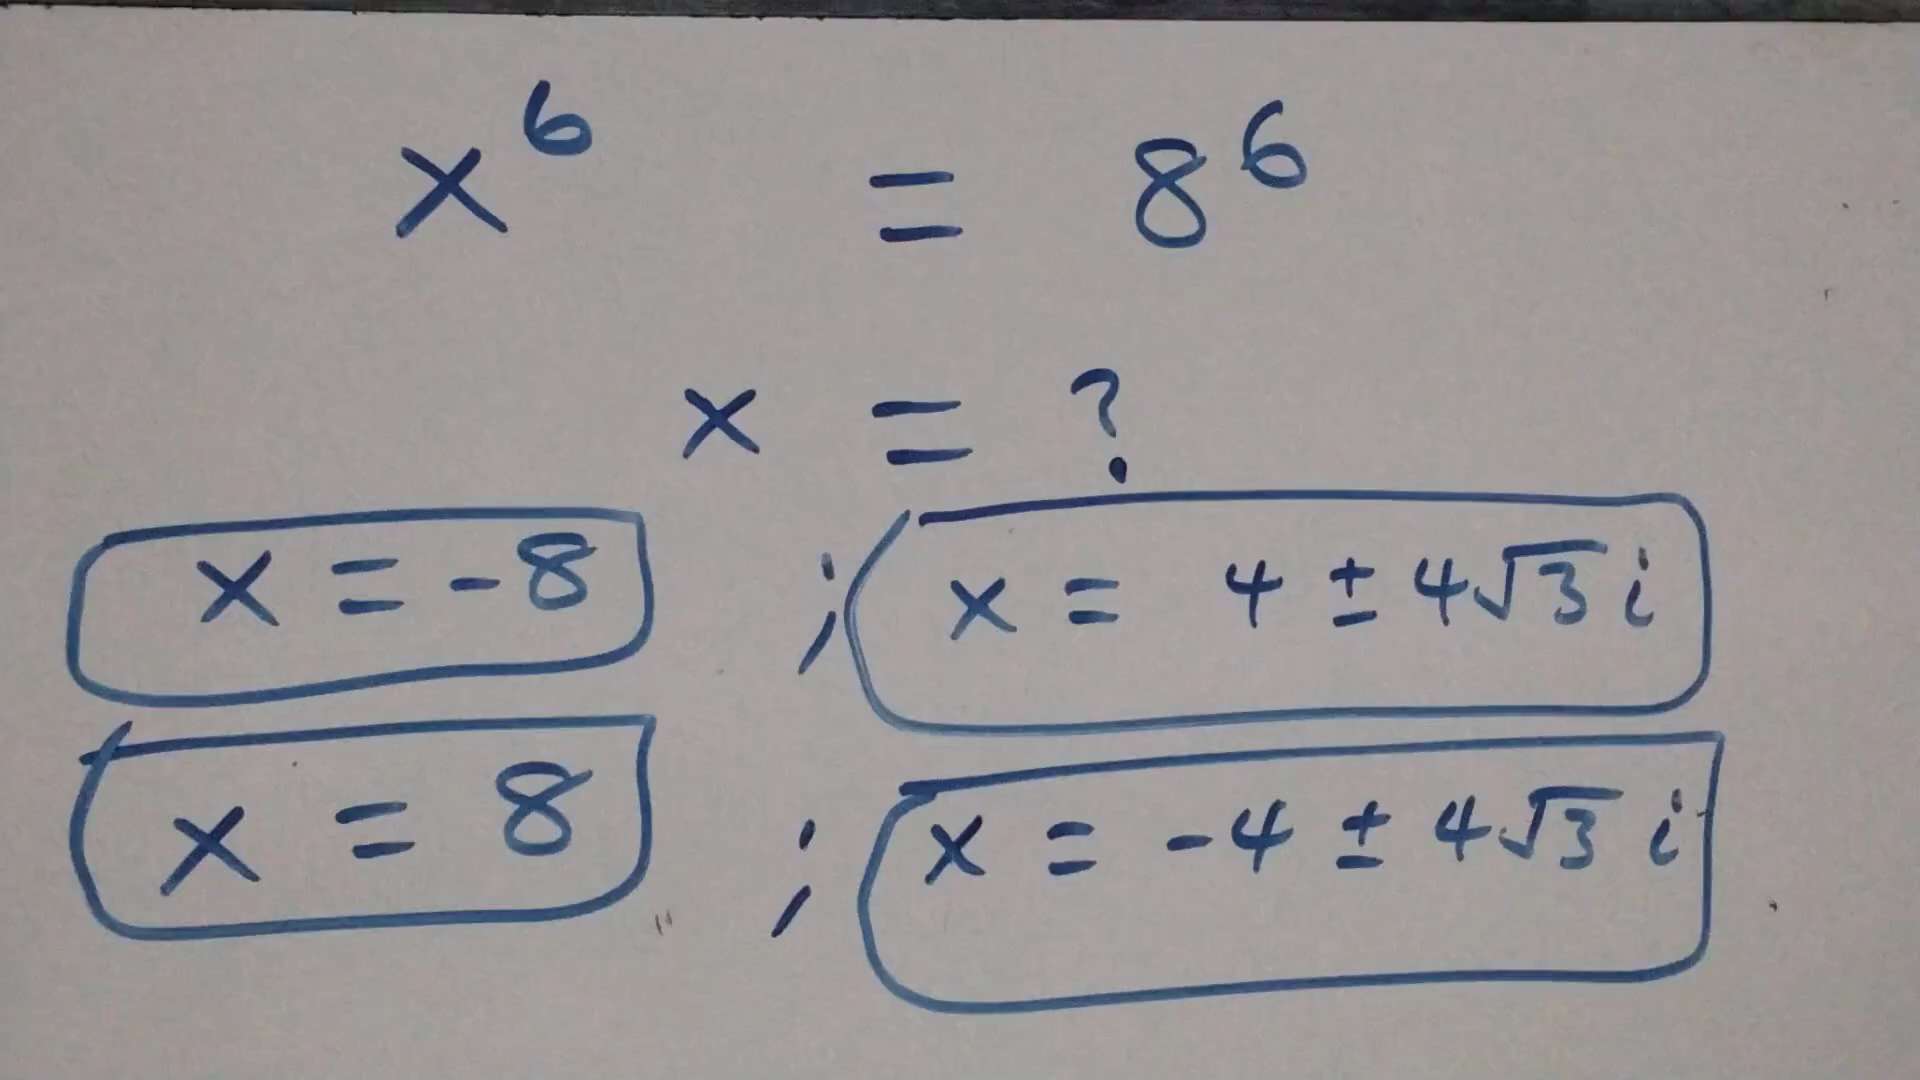 x⁶ = 8⁶
x = ?
x = -8 ; x = 4 ± 4√3 i
x = 8 ; x = -4 ± 4√3 i